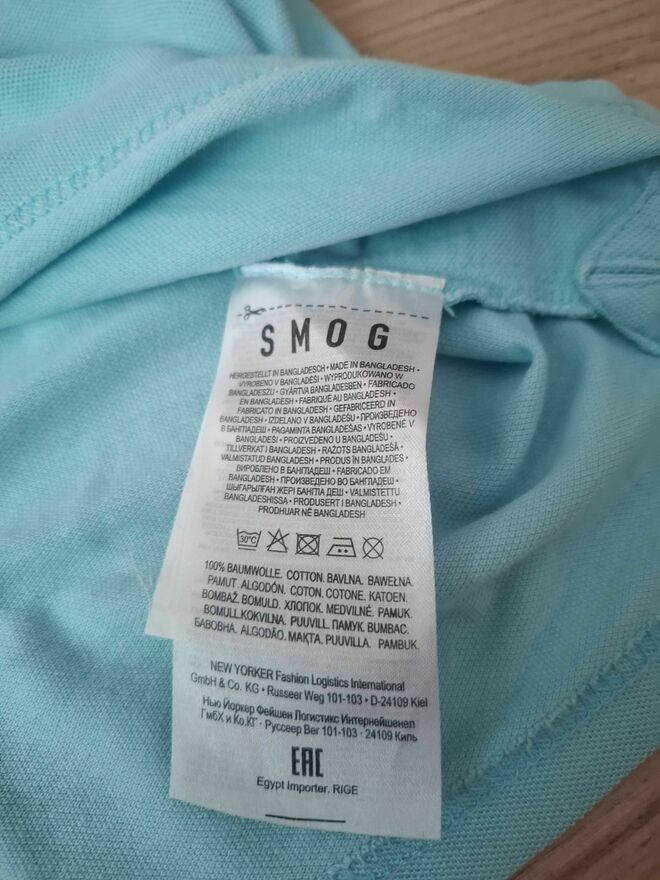 SMOG
HERGESTELLT IN BANGLADESCH • MADE IN BANGLADESH •
VYROBENO V BANGLADÉŠI • WYPRODUKOWANO W
BANGLADESZU • GYÁRTVA BANGLADESBEN • FABRICADO
EN BANGLADESH • FABRIQUÉ AU BANGLADESH •
FABRICATO IN BANGLADESH • GEFABRICEERD IN
BANGLADESH • IZDELANO V BANGLADEŠU • ПРОИЗВЕДЕНО
В БАНГЛАДЕШ • PAGAMINTA BANGLADEŠAS • VYROBENÉ V
BANGLADÉŠI • PROIZVEDENO U BANGLADEŠU •
TILLVERKAT I BANGLADESH • RAŽOTS BANGLADEŠĀ •
VALMISTATUD BANGLADESH • PRODUS ÎN BANGLADES •
ВИРОБЛЕНО В БАНГЛАДЕШ • FABRICADO EM
BANGLADESH • ПРОИЗВЕДЕНО ВО БАНГЛАДЕШ •
ШЫҒАРЫЛҒАН ЖЕРІ БАНГЛА ДЕШ • VALMISTETTU
BANGLADESHISSA • PRODUSERT I BANGLADESH •
PRODHUAR NË BANGLADESH
30°C
100% BAUMWOLLE. COTTON. BAVLNA. BAWEŁNA.
PAMUT. ALGODÓN. COTON. COTONE. KATOEN.
BOMBAŽ. BOMULD. ХЛОПОК. MEDVILNĖ. PAMUK.
BOMULL.KOKVILNA. PUUVILL. ПАМУК. BUMBAC.
БАВОВНА. ALGODÃO. МАҚТА. PUUVILLA. PAMBUK.
NEW YORKER Fashion Logistics International
GmbH & Co. KG • Russeer Weg 101-103 • D-24109 Kiel
Нью Йоркер Фейшен Логистикс Интернейшенел
ГмбХ и Ко.КГ · Руссеер Вег 101-103 · 24109 Киль
EAC
Egypt Importer. RiGE